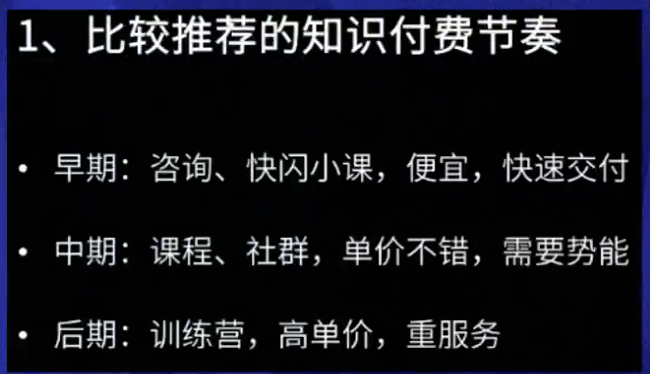 1、比较推荐的知识付费节奏
• 早期：咨询、快闪小课，便宜，快速交付
• 中期：课程、社群，单价不错，需要势能
• 后期：训练营，高单价，重服务